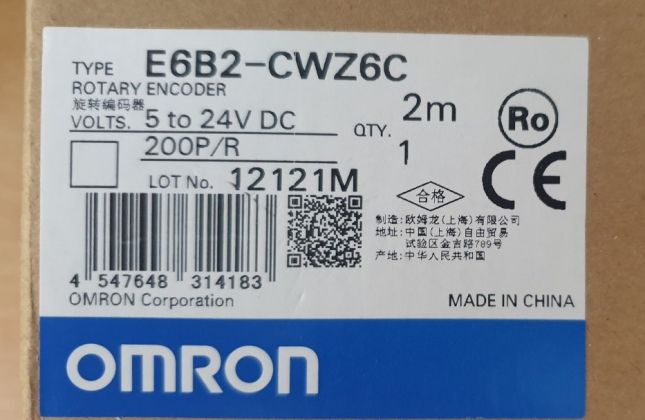 TYPE E6B2-CWZ6C
ROTARY ENCODER
旋转编码器
VOLTS. 5 to 24V DC
200P/R
2m
QTY. 1
LOT No. 12121M
Ro
CE
合格
制造:欧姆龙(上海)有限公司
地址:中国(上海)自由贸易
试验区金吉路789号
产地:中华人民共和国
4 547648 314183
OMRON Corporation
MADE IN CHINA
OMRON